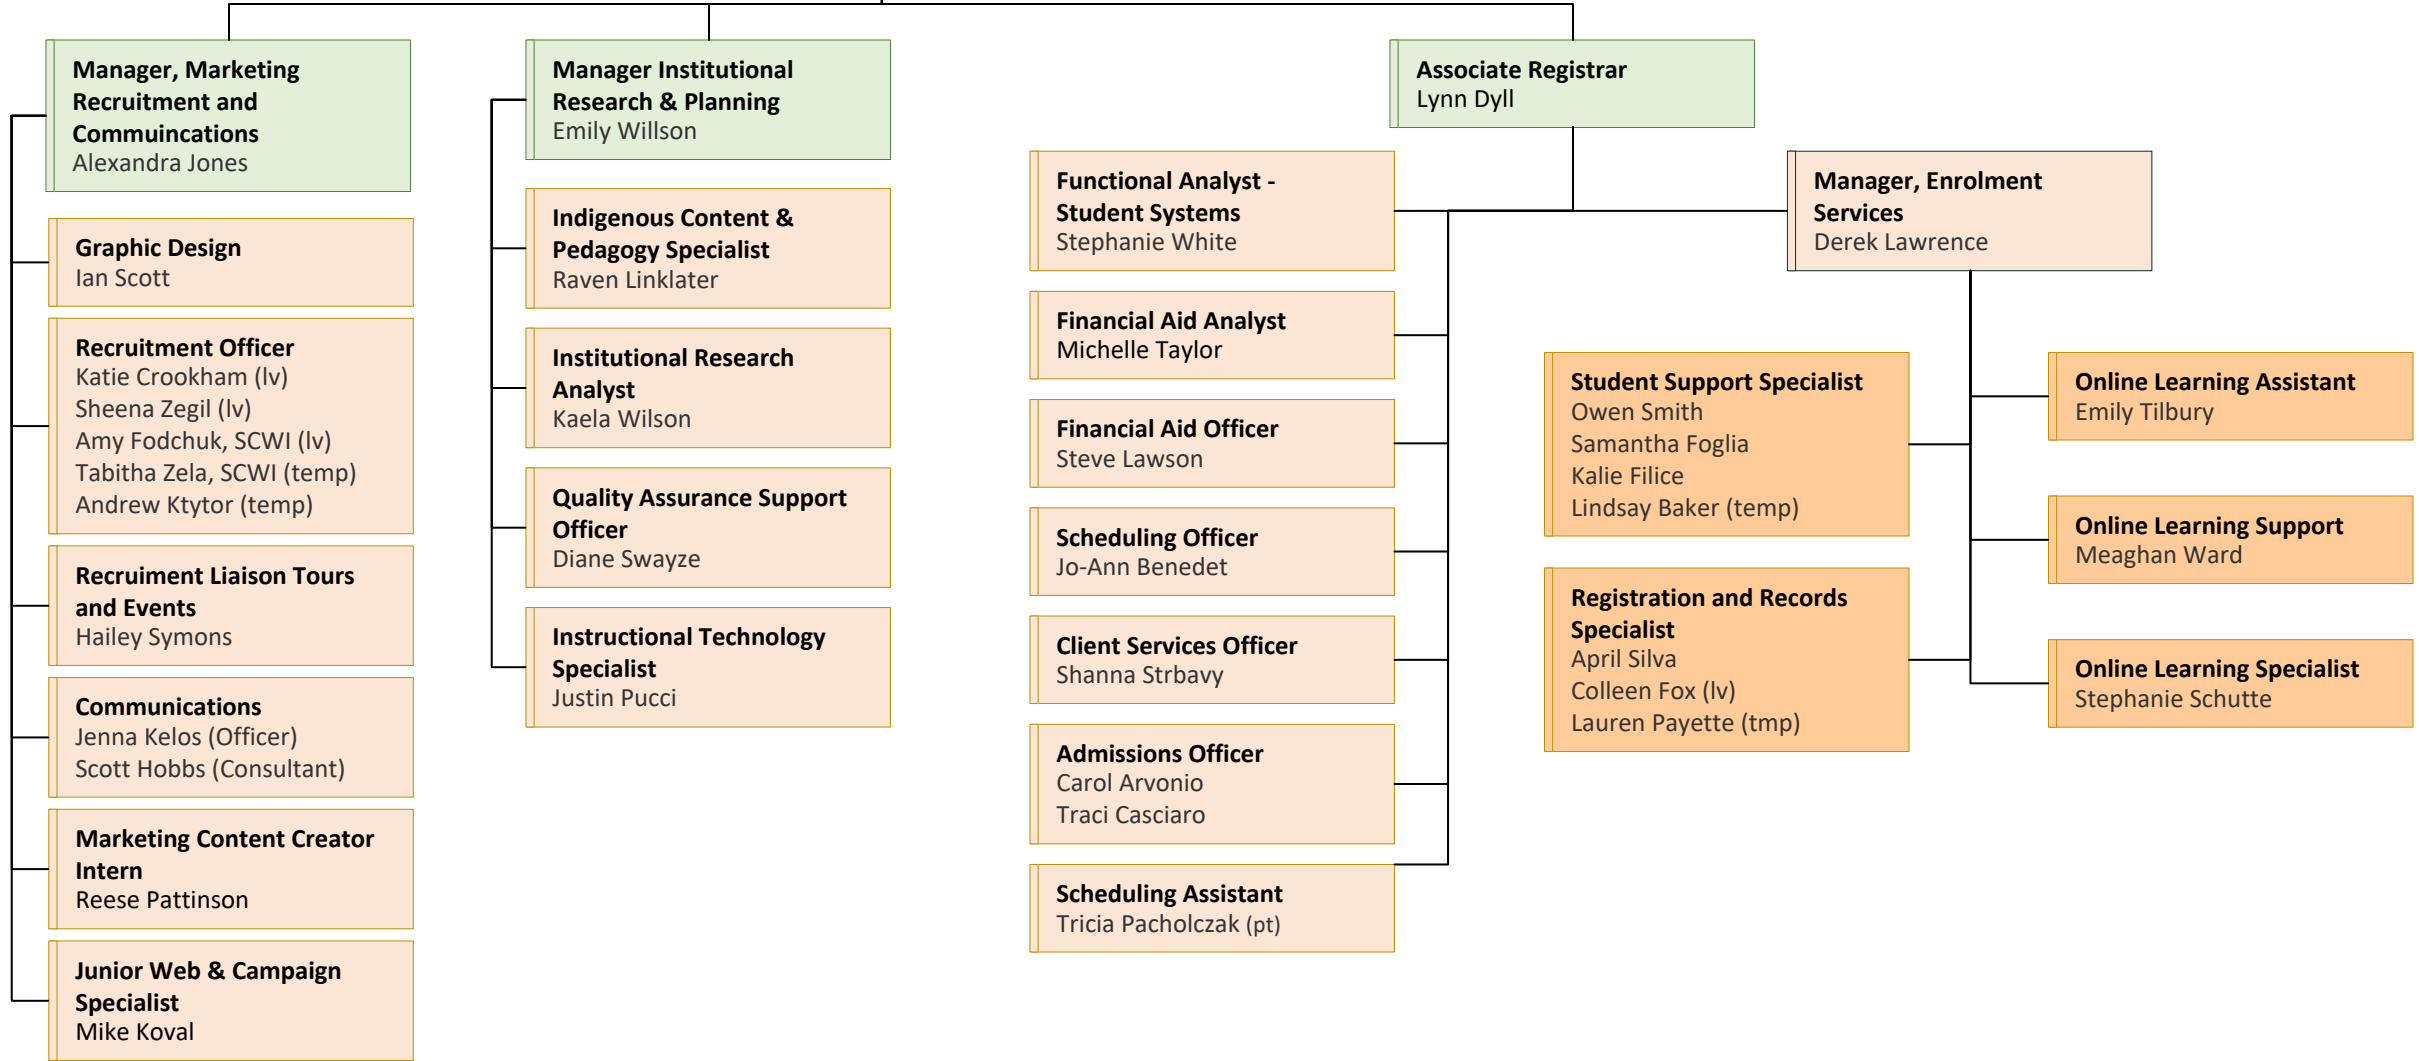 Manager, Marketing
Recruitment and
Commuincations
Alexandra Jones
Graphic Design
Ian Scott
Recruitment Officer
Katie Crookham (lv)
Sheena Zegil (lv)
Amy Fodchuk, SCWI (lv)
Tabitha Zela, SCWI (temp)
Andrew Ktytor (temp)
Recruiment Liaison Tours
and Events
Hailey Symons
Communications
Jenna Kelos (Officer)
Scott Hobbs (Consultant)
Marketing Content Creator
Intern
Reese Pattinson
Junior Web & Campaign
Specialist
Mike Koval
Manager Institutional
Research & Planning
Emily Willson
Indigenous Content &
Pedagogy Specialist
Raven Linklater
Institutional Research
Analyst
Kaela Wilson
Quality Assurance Support
Officer
Diane Swayze
Instructional Technology
Specialist
Justin Pucci
Associate Registrar
Lynn Dyll
Functional Analyst -
Student Systems
Stephanie White
Financial Aid Analyst
Michelle Taylor
Financial Aid Officer
Steve Lawson
Scheduling Officer
Jo-Ann Benedet
Client Services Officer
Shanna Strbavy
Admissions Officer
Carol Arvonio
Traci Casciaro
Scheduling Assistant
Tricia Pacholczak (pt)
Manager, Enrolment
Services
Derek Lawrence
Student Support Specialist
Owen Smith
Samantha Foglia
Kalie Filice
Lindsay Baker (temp)
Registration and Records
Specialist
April Silva
Colleen Fox (lv)
Lauren Payette (tmp)
Online Learning Assistant
Emily Tilbury
Online Learning Support
Meaghan Ward
Online Learning Specialist
Stephanie Schutte